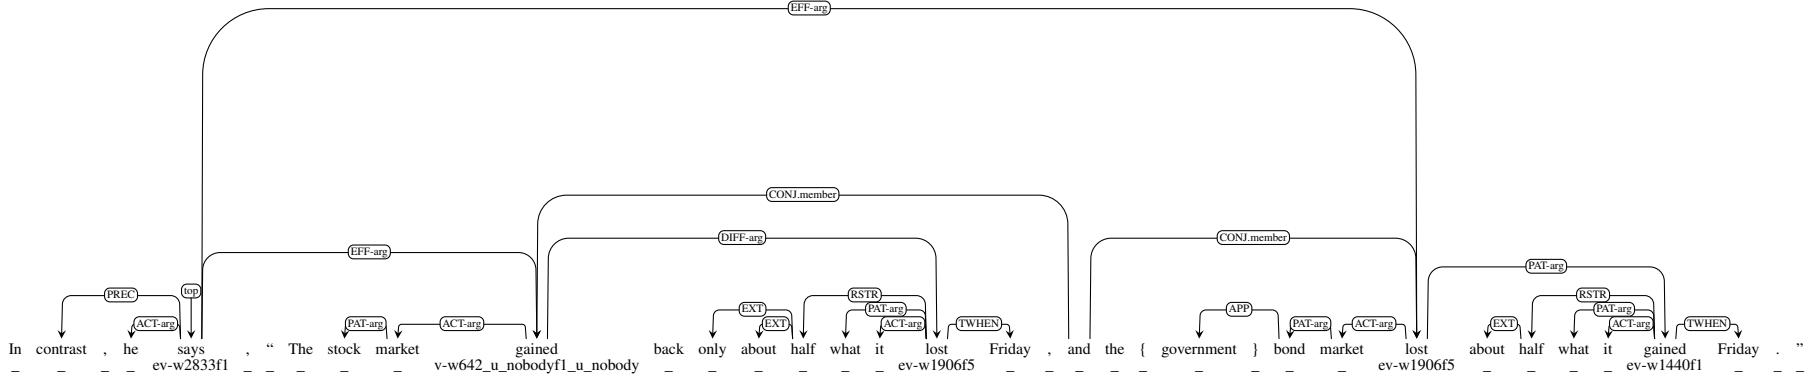 EFF-arg
CONJ.member
DIFF-arg CONJ.member
EFF-arg
PAT-arg
top
PREC RSTR RSTR
EXT PAT-arg APP PAT-arg
ACT-arg PAT-arg ACT-arg EXT ACT-arg TWHEN PAT-arg ACT-arg EXT ACT-arg TWHEN
In contrast , he says , “ The stock market gained back only about half what it lost Friday , and the { government } bond market lost about half what it gained Friday . ”
_ _ _ _ ev-w2833f1 _ _ _ _ _ v-w642_u_nobodyf1_u_nobody _ _ _ _ _ _ ev-w1906f5 _ _ _ _ _ _ _ _ _ ev-w1906f5 _ _ _ _ ev-w1440f1 _ _ _